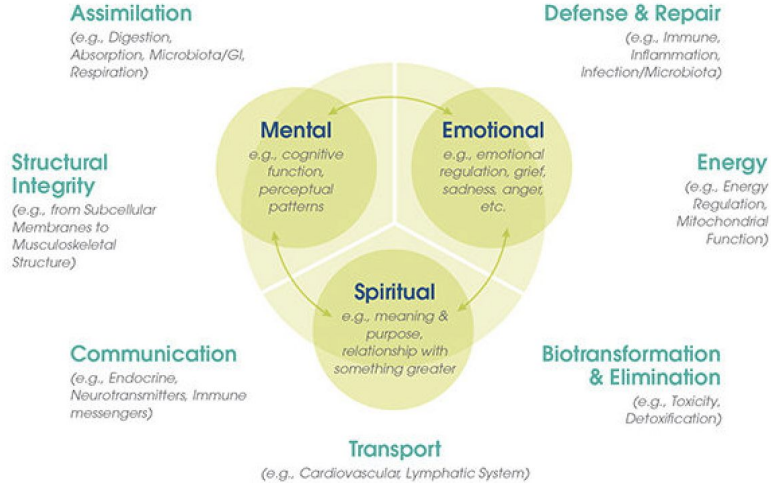 Assimilation
(e.g., Digestion,
Absorption, Microbiota/GI,
Respiration)
Defense & Repair
(e.g., Immune,
Inflammation,
Infection/Microbiota)
Mental
e.g., cognitive
function,
perceptual
patterns
Emotional
e.g., emotional
regulation, grief,
sadness, anger,
etc.
Structural
Integrity
(e.g., from Subcellular
Membranes to
Musculoskeletal
Structure)
Energy
(e.g., Energy
Regulation,
Mitochondrial
Function)
Spiritual
e.g., meaning &
purpose,
relationship with
something greater
Communication
(e.g., Endocrine,
Neurotransmitters, Immune
messengers)
Biotransformation
& Elimination
(e.g., Toxicity,
Detoxification)
Transport
(e.g., Cardiovascular, Lymphatic System)